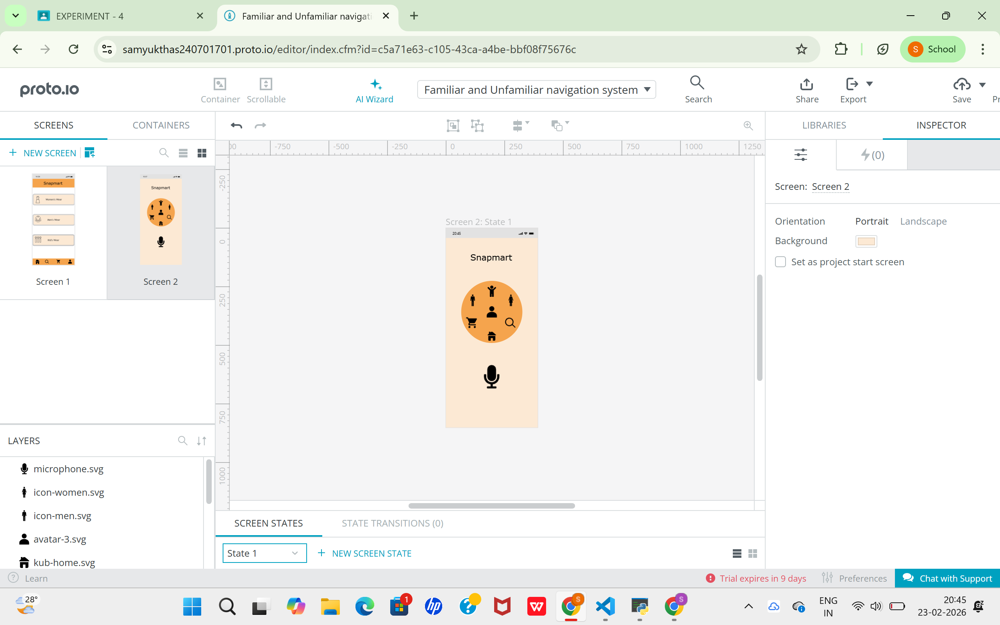 EXPERIMENT - 4
Familiar and Unfamiliar navigati
samyukthas240701701.proto.io/editor/index.cfm?id=c5a71e63-c105-43ca-a4be-bbf08f75676c
S School
proto.io
Container Scrollable AI Wizard
Familiar and Unfamiliar navigation system
Search Share Export Save Pr
SCREENS CONTAINERS
LIBRARIES INSPECTOR
NEW SCREEN
00 -750 -500 -250 0 250 500 750 1000 1250
(0)
-250
0
250
500
750
1000
Snapmart
Women's Wear
Men's Wear
Kid's Wear
Screen 1
Snapmart
Screen 2
Screen 2: State 1
20:45
Snapmart
Screen: Screen 2
Orientation Portrait Landscape
Background
Set as project start screen
LAYERS
microphone.svg
icon-women.svg
icon-men.svg
avatar-3.svg
kub-home.svg
SCREEN STATES STATE TRANSITIONS (0)
State 1 NEW SCREEN STATE
? Learn
! Trial expires in 9 days Preferences Chat with Support
28°
1
hp
?
S
S
ENG
IN
20:45
23-02-2026